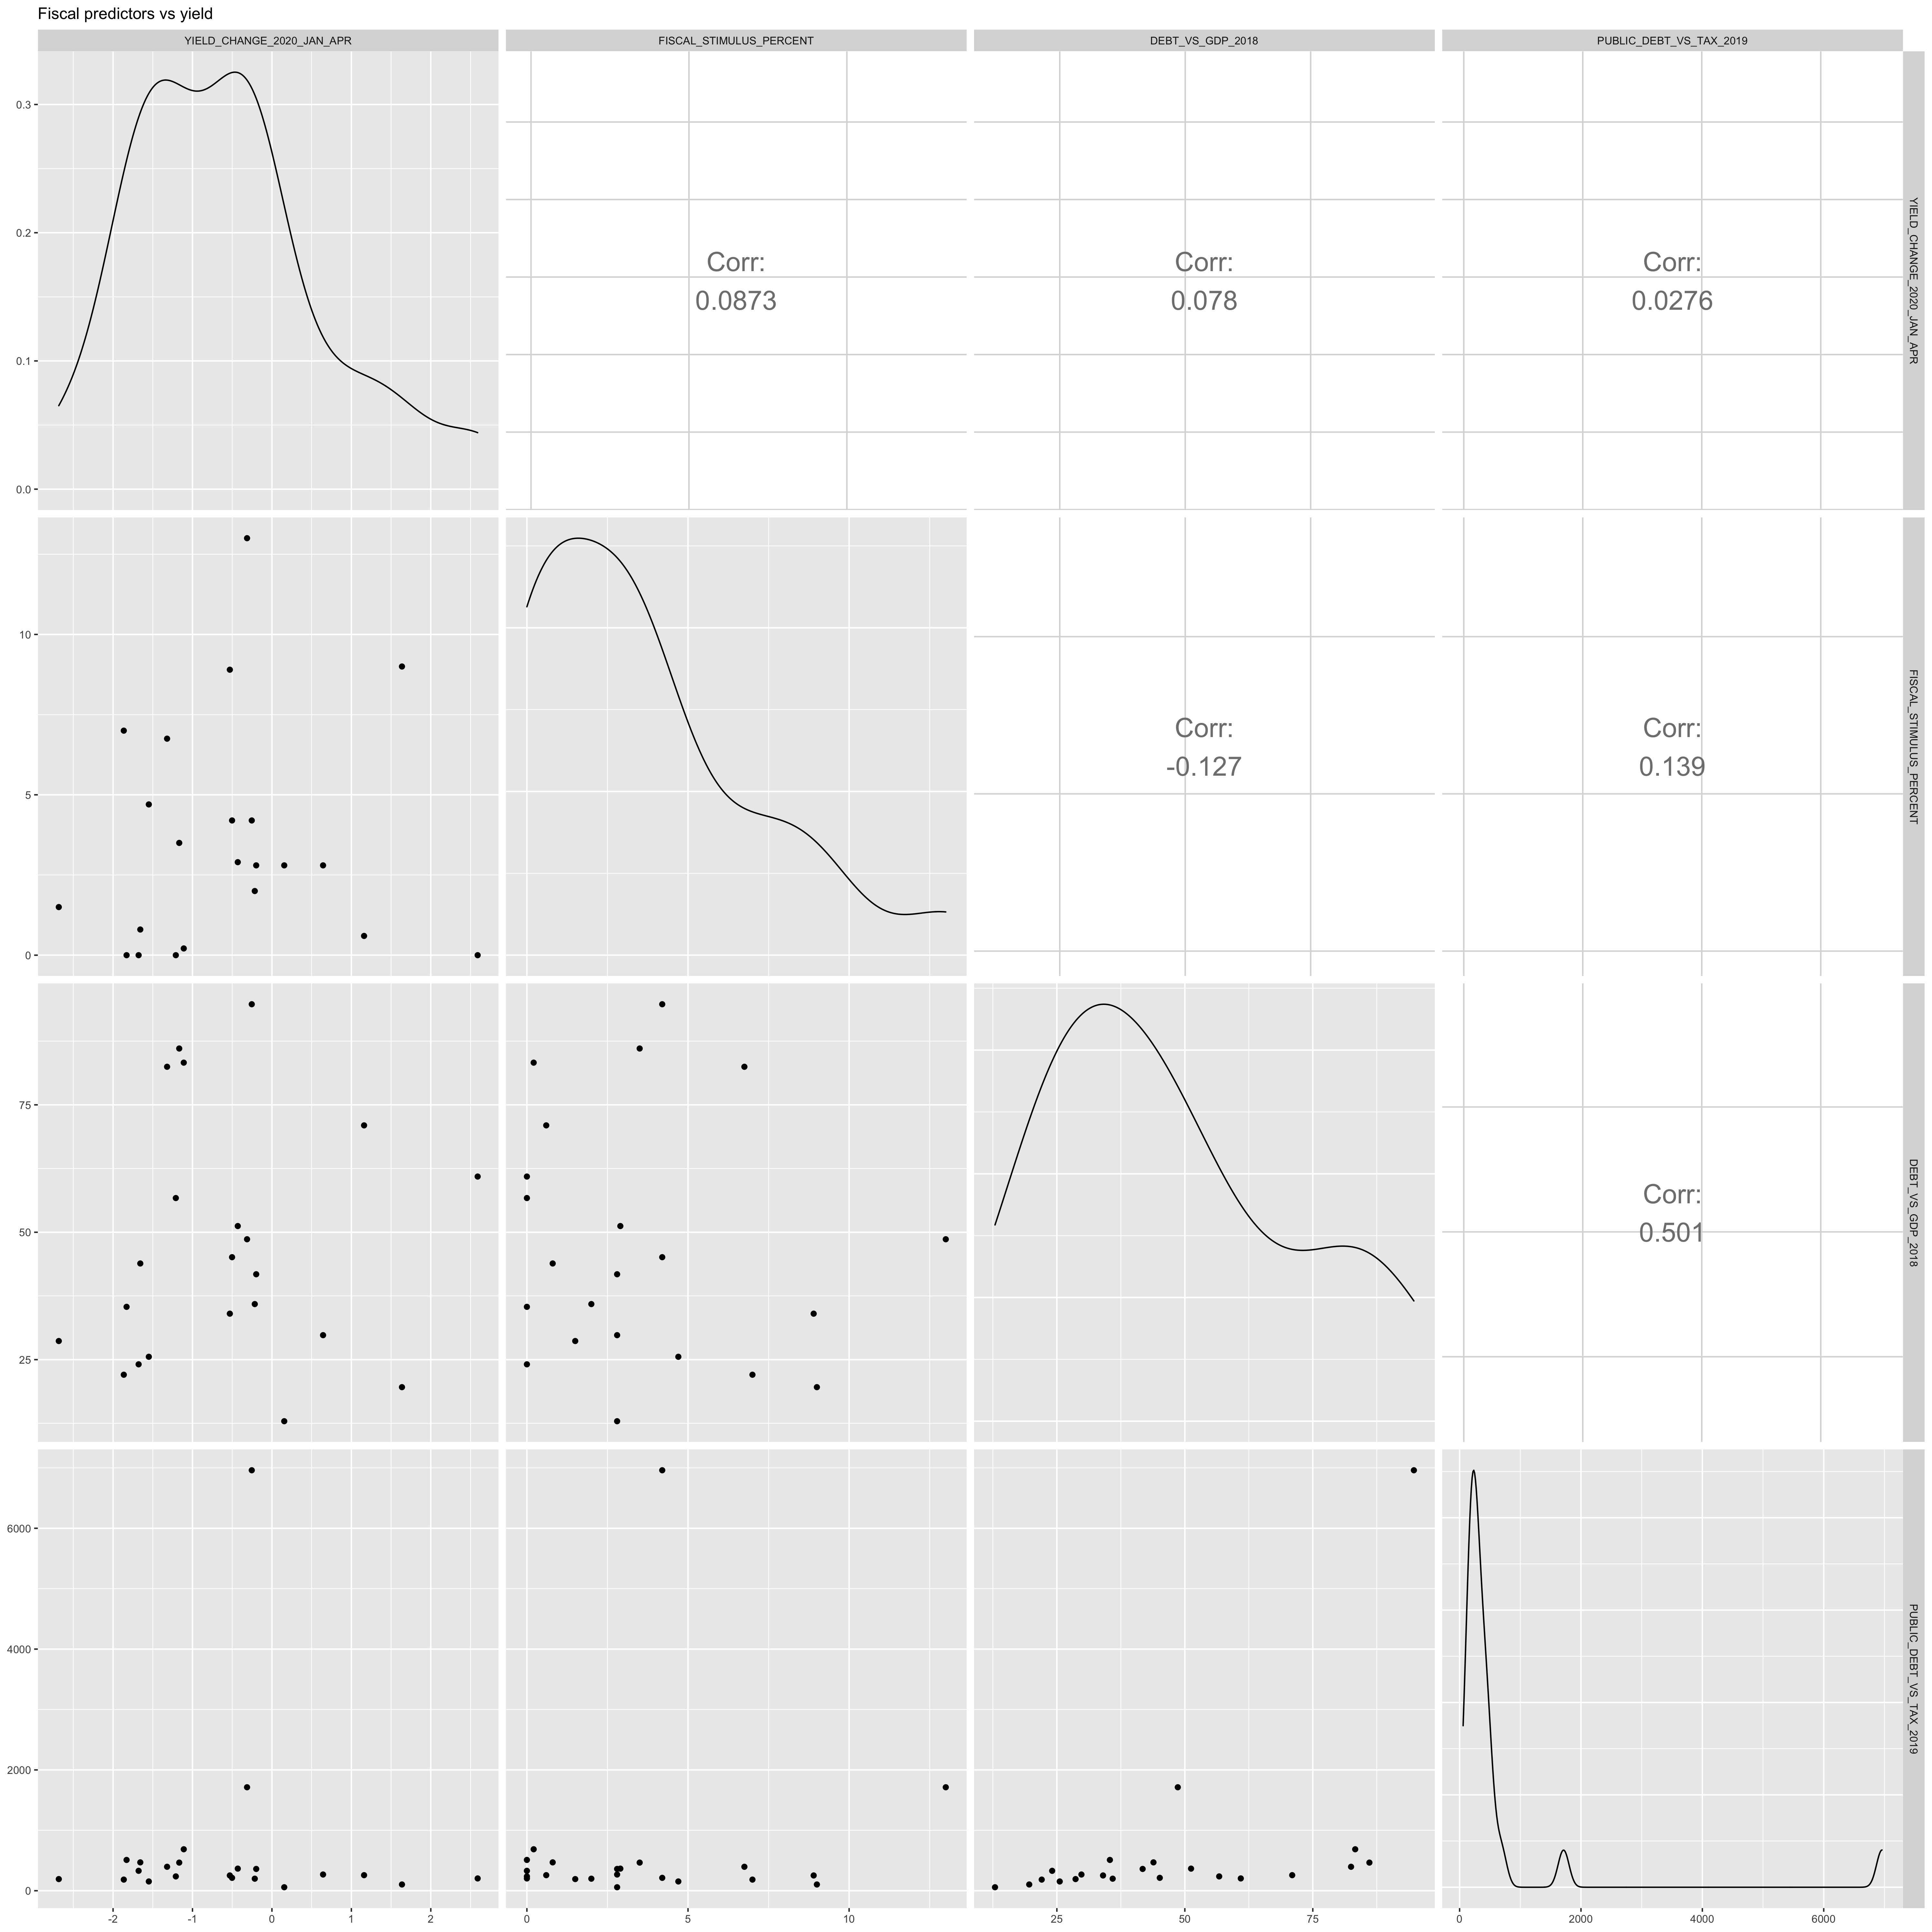 Fiscal predictors vs yield
YIELD_CHANGE_2020_JAN_APR
FISCAL_STIMULUS_PERCENT
DEBT_VS_GDP_2018
PUBLIC_DEBT_VS_TAX_2019
0.3
0.2
0.1
0.0
Corr:
0.0873
Corr:
0.078
Corr:
0.0276
YIELD_CHANGE_2020_JAN_APR
10
5
0
Corr:
-0.127
Corr:
0.139
FISCAL_STIMULUS_PERCENT
75
50
25
Corr:
0.501
DEBT_VS_GDP_2018
6000
4000
2000
0
PUBLIC_DEBT_VS_TAX_2019
-2 -1 0 1 2
0 5 10
25 50 75
0 2000 4000 6000